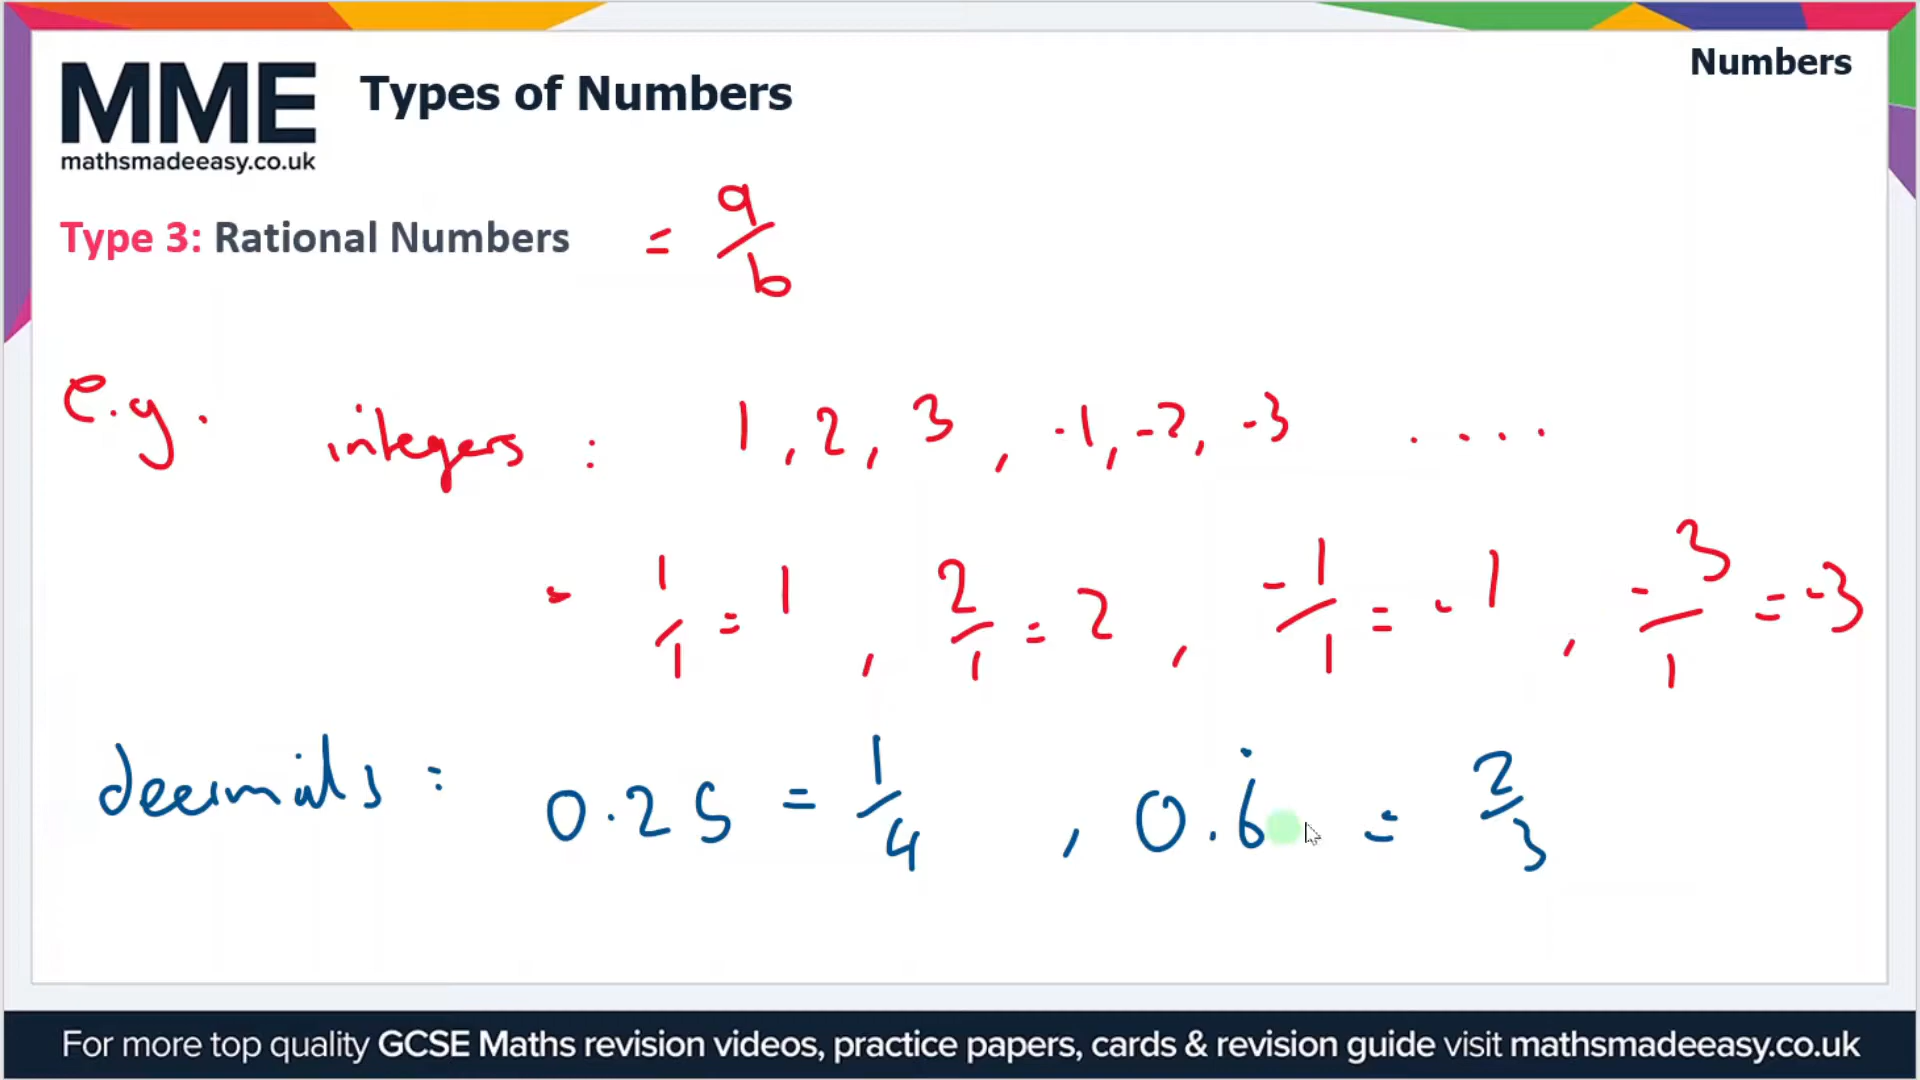 Numbers
MME Types of Numbers
mathsmadeeasy.co.uk
Type 3: Rational Numbers = a/b
e.g. integers : 1, 2, 3, -1, -2, -3 ....
- 1/1 = 1, 2/1 = 2, -1/1 = -1, -3/1 = -3
decimals : 0.25 = 1/4, 0.6̇ = 2/3
For more top quality GCSE Maths revision videos, practice papers, cards & revision guide visit mathsmadeeasy.co.uk